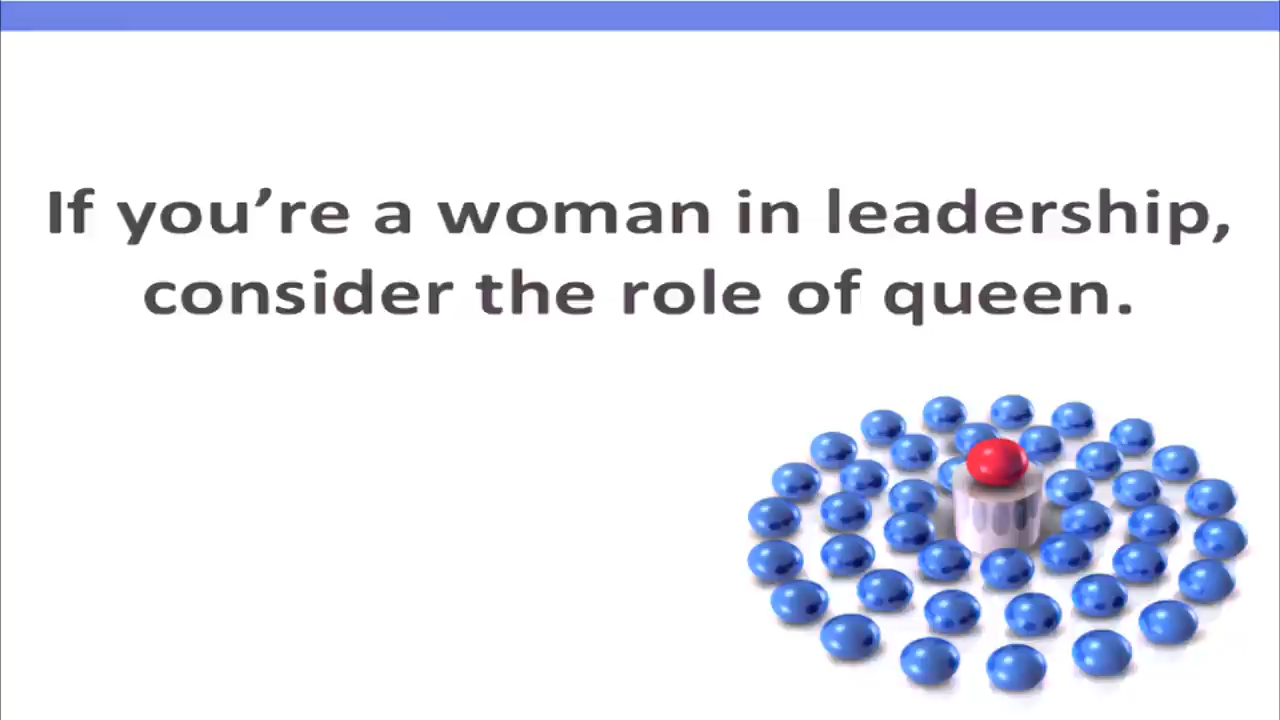 If you’re a woman in leadership,
consider the role of queen.